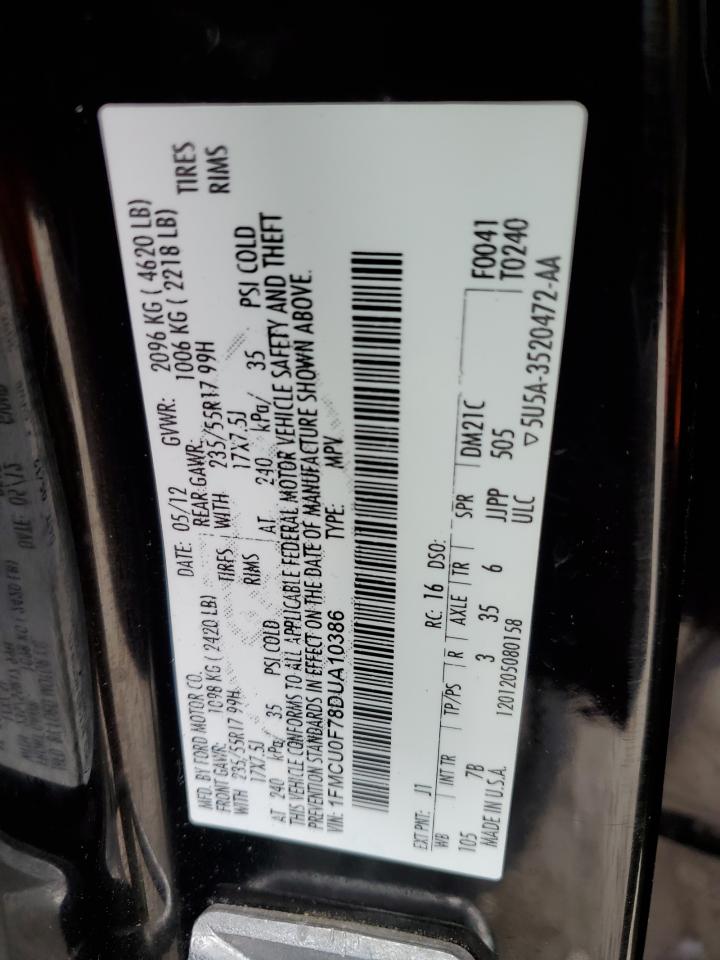 MFD. BY FORD MOTOR CO.
DATE: 05/12 GVWR: 2096 KG ( 4620 LB)
FRONT GAWR: 1098 KG ( 2420 LB) REAR GAWR: 1006 KG ( 2218 LB)
WITH 235/55R17 99H TIRES WITH 235/55R17 99H TIRES
17X7.5J RIMS 17X7.5J RIMS
AT 240 kPa/ 35 PSI COLD AT 240 kPa/ 35 PSI COLD
THIS VEHICLE CONFORMS TO ALL APPLICABLE FEDERAL MOTOR VEHICLE SAFETY AND THEFT
PREVENTION STANDARDS IN EFFECT ON THE DATE OF MANUFACTURE SHOWN ABOVE.
VIN: 1FMCU0F78DUA10386 TYPE: MPV
EXT PNT: J1 RC: 16 DSO: F0041
WB INT TR TP/PS R AXLE TR SPR DM21C T0240
105 7B 3 35 6 JJPP 505
MADE IN U.S.A. 1201205080158 ULC ▽5U5A-3520472-AA